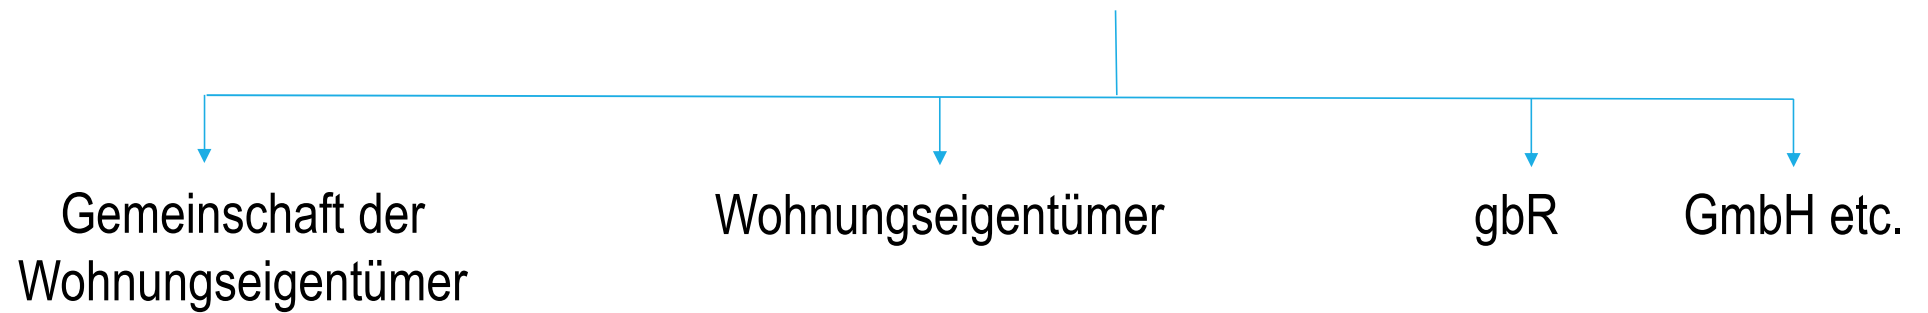 Gemeinschaft der
Wohnungseigentümer
Wohnungseigentümer
gbR
GmbH etc.